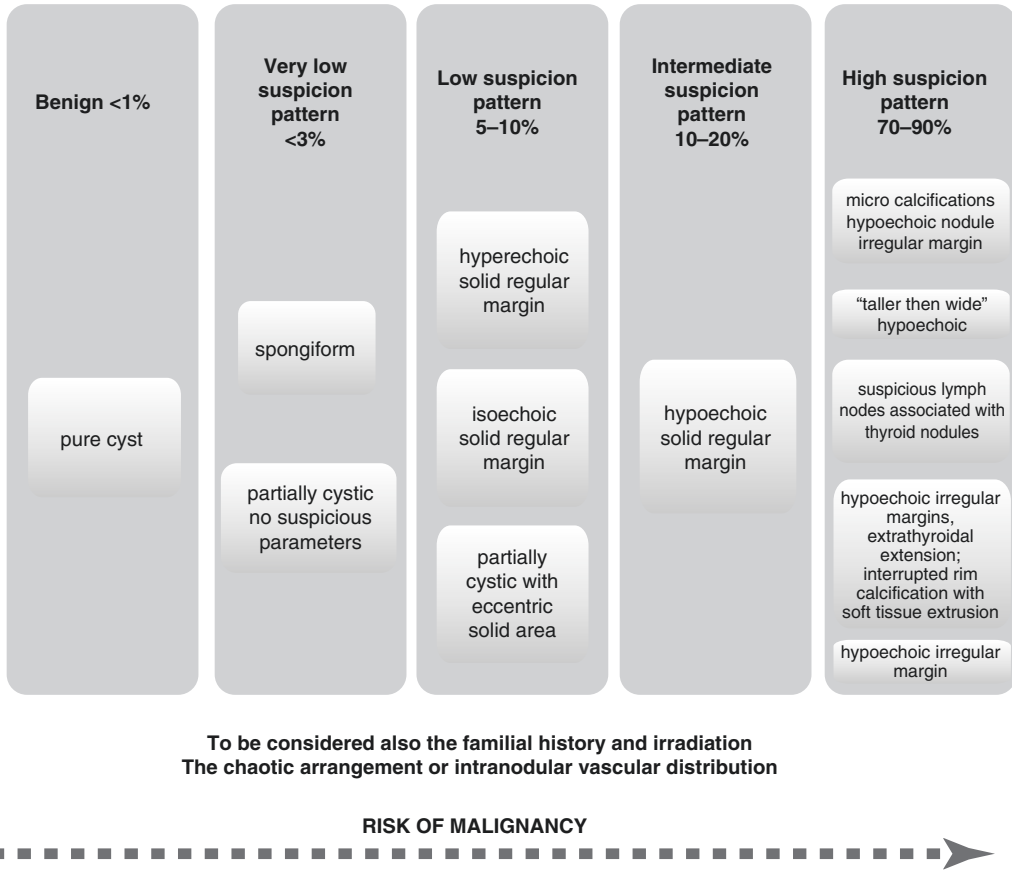 Benign <1%
pure cyst
Very low
suspicion
pattern
<3%
spongiform
partially cystic
no suspicious
parameters
Low suspicion
pattern
5–10%
hyperechoic
solid regular
margin
isoechoic
solid regular
margin
partially
cystic with
eccentric
solid area
Intermediate
suspicion
pattern
10–20%
hypoechoic
solid regular
margin
High suspicion
pattern
70–90%
micro calcifications
hypoechoic nodule
irregular margin
“taller then wide”
hypoechoic
suspicious lymph
nodes associated with
thyroid nodules
hypoechoic irregular
margins,
extrathyroidal
extension;
interrupted rim
calcification with
soft tissue extrusion
hypoechoic irregular
margin
To be considered also the familial history and irradiation
The chaotic arrangement or intranodular vascular distribution
RISK OF MALIGNANCY